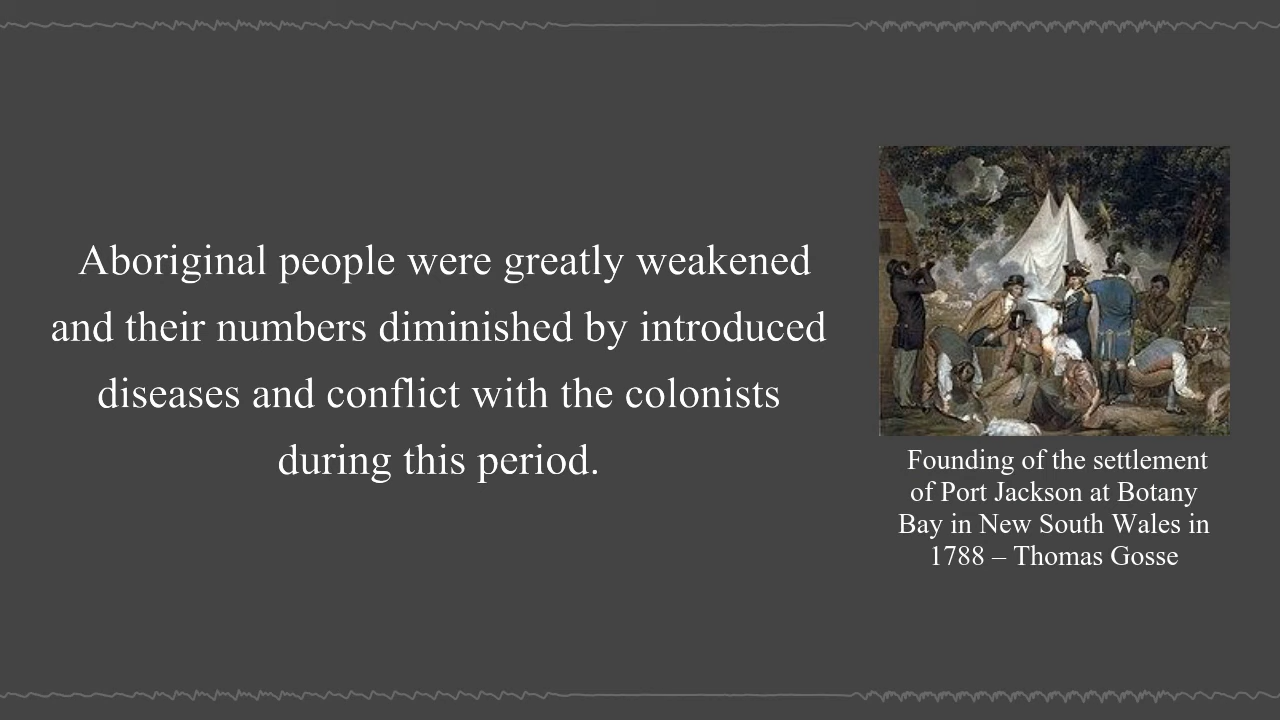 Aboriginal people were greatly weakened
and their numbers diminished by introduced
diseases and conflict with the colonists
during this period.
Founding of the settlement
of Port Jackson at Botany
Bay in New South Wales in
1788 – Thomas Gosse